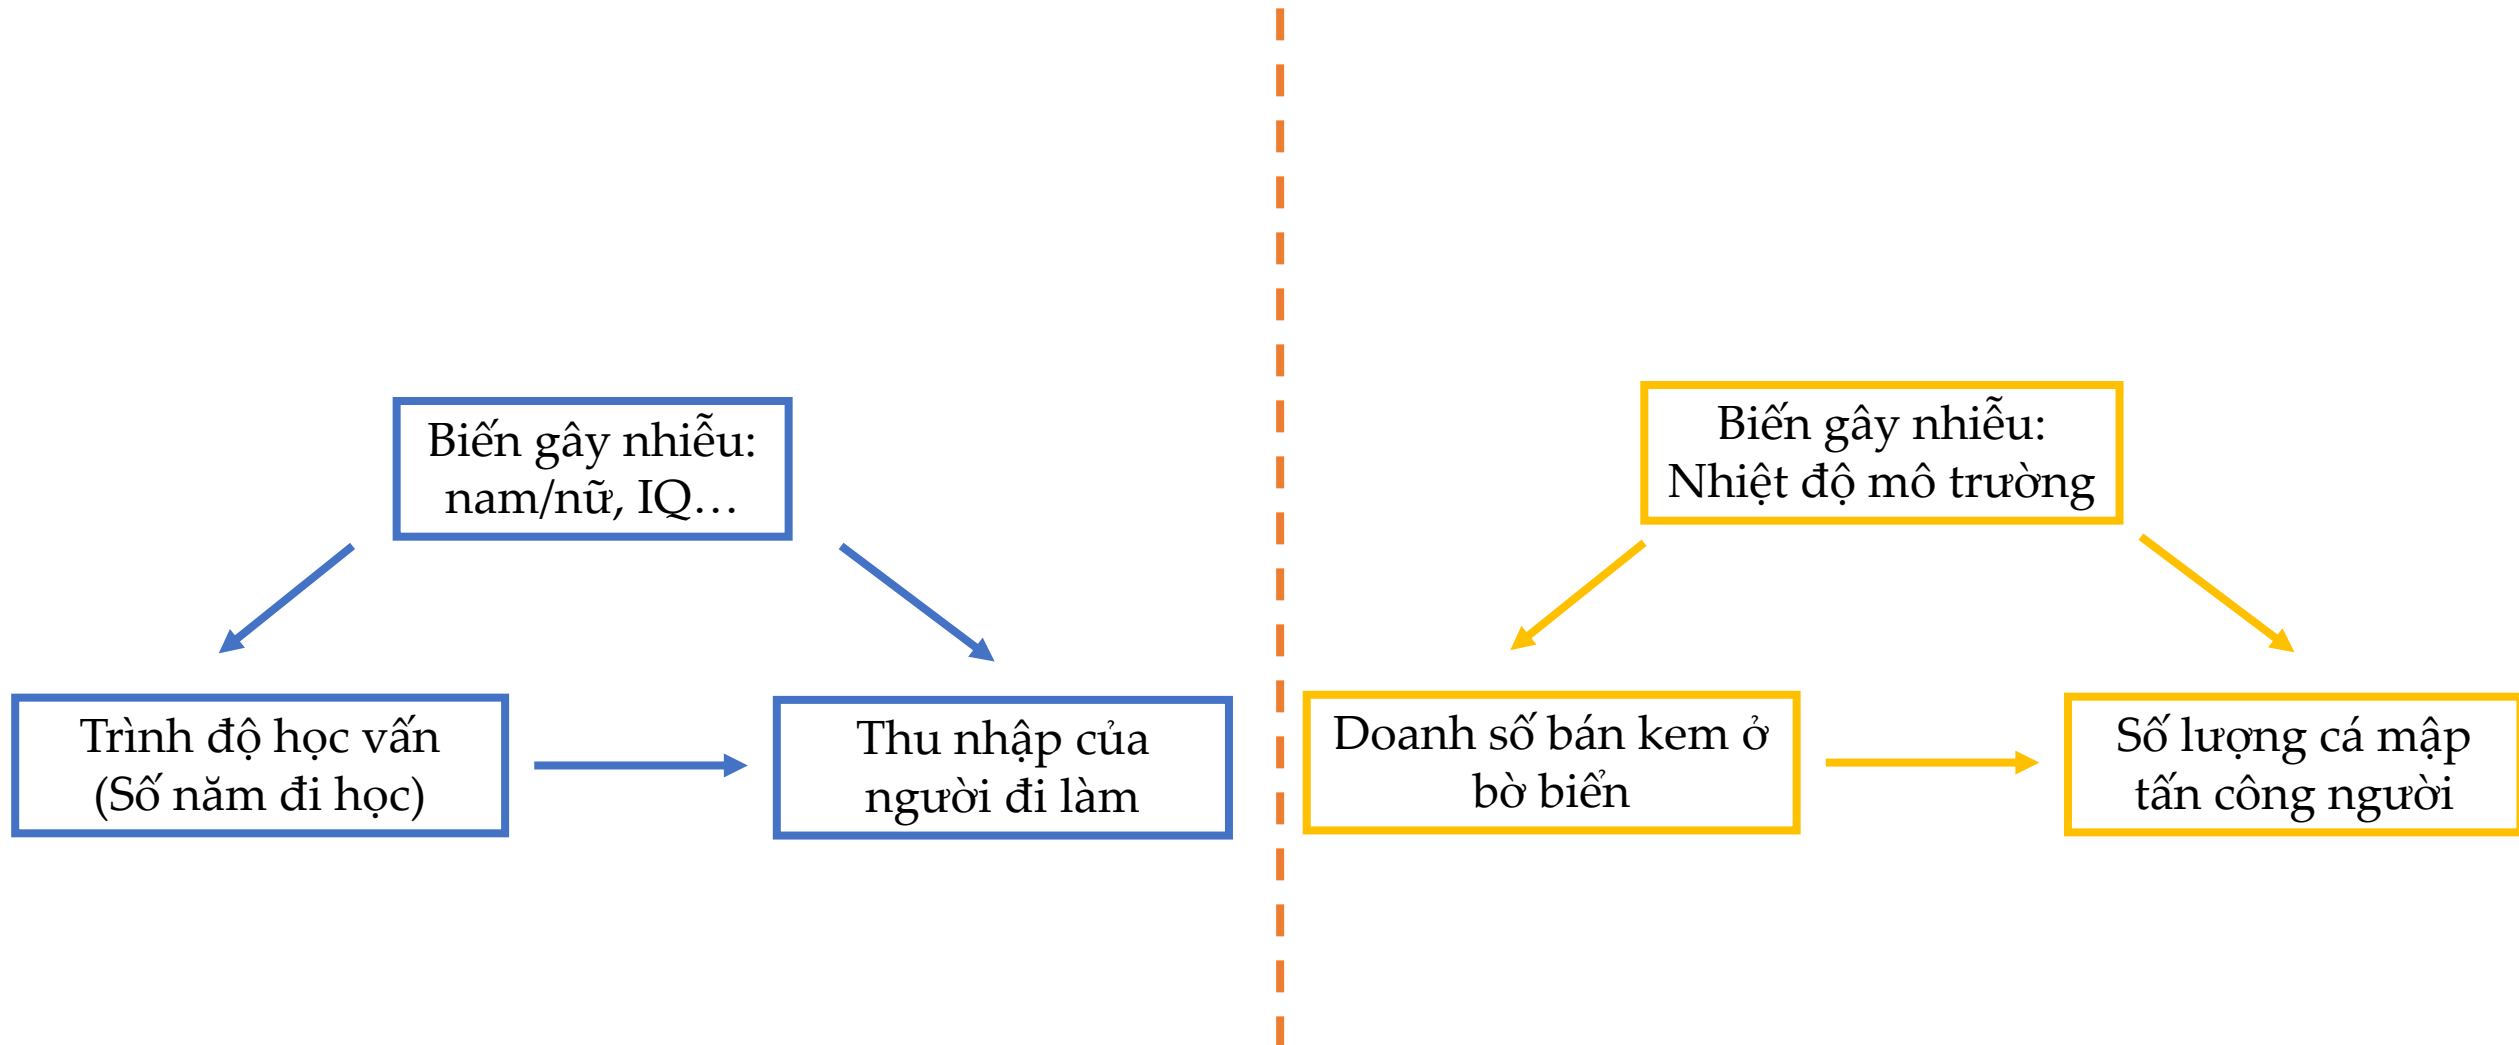 Biến gây nhiễu:
nam/nữ, IQ…
Trình độ học vấn
(Số năm đi học)
Thu nhập của
người đi làm
Biến gây nhiễu:
Nhiệt độ mô trường
Doanh số bán kem ở
bờ biển
Số lượng cá mập
tấn công người